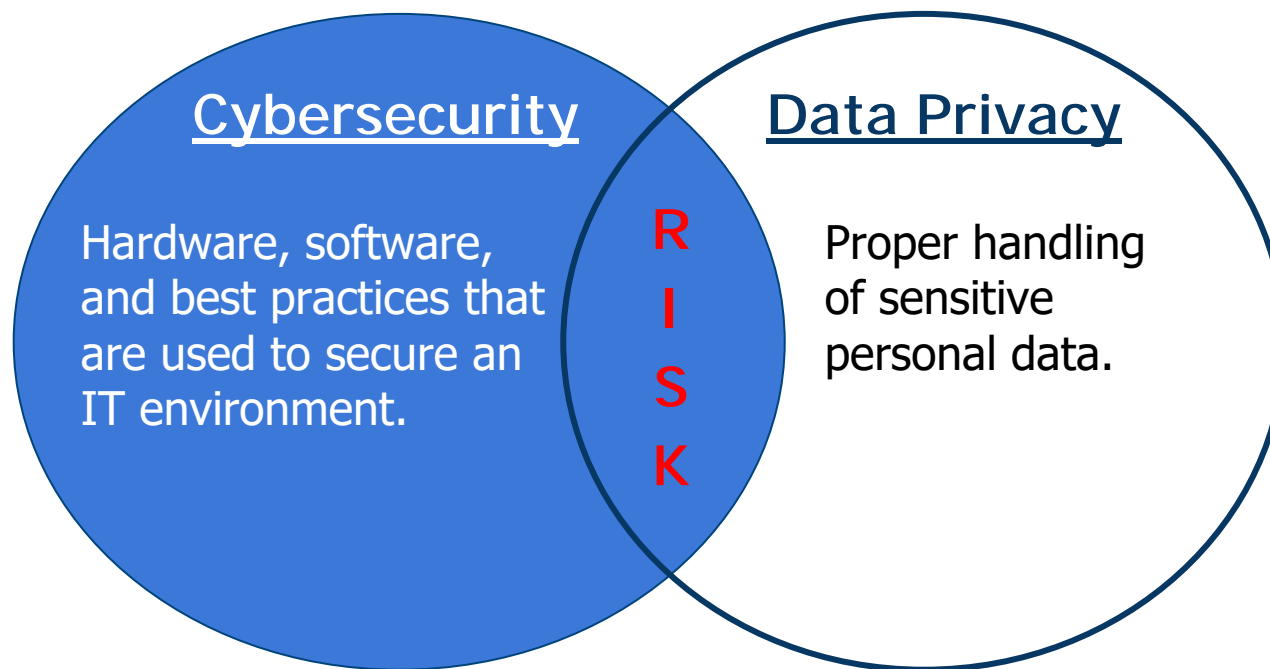 Cybersecurity
Hardware, software,
and best practices that
are used to secure an
IT environment.
R
I
S
K
Data Privacy
Proper handling
of sensitive
personal data.